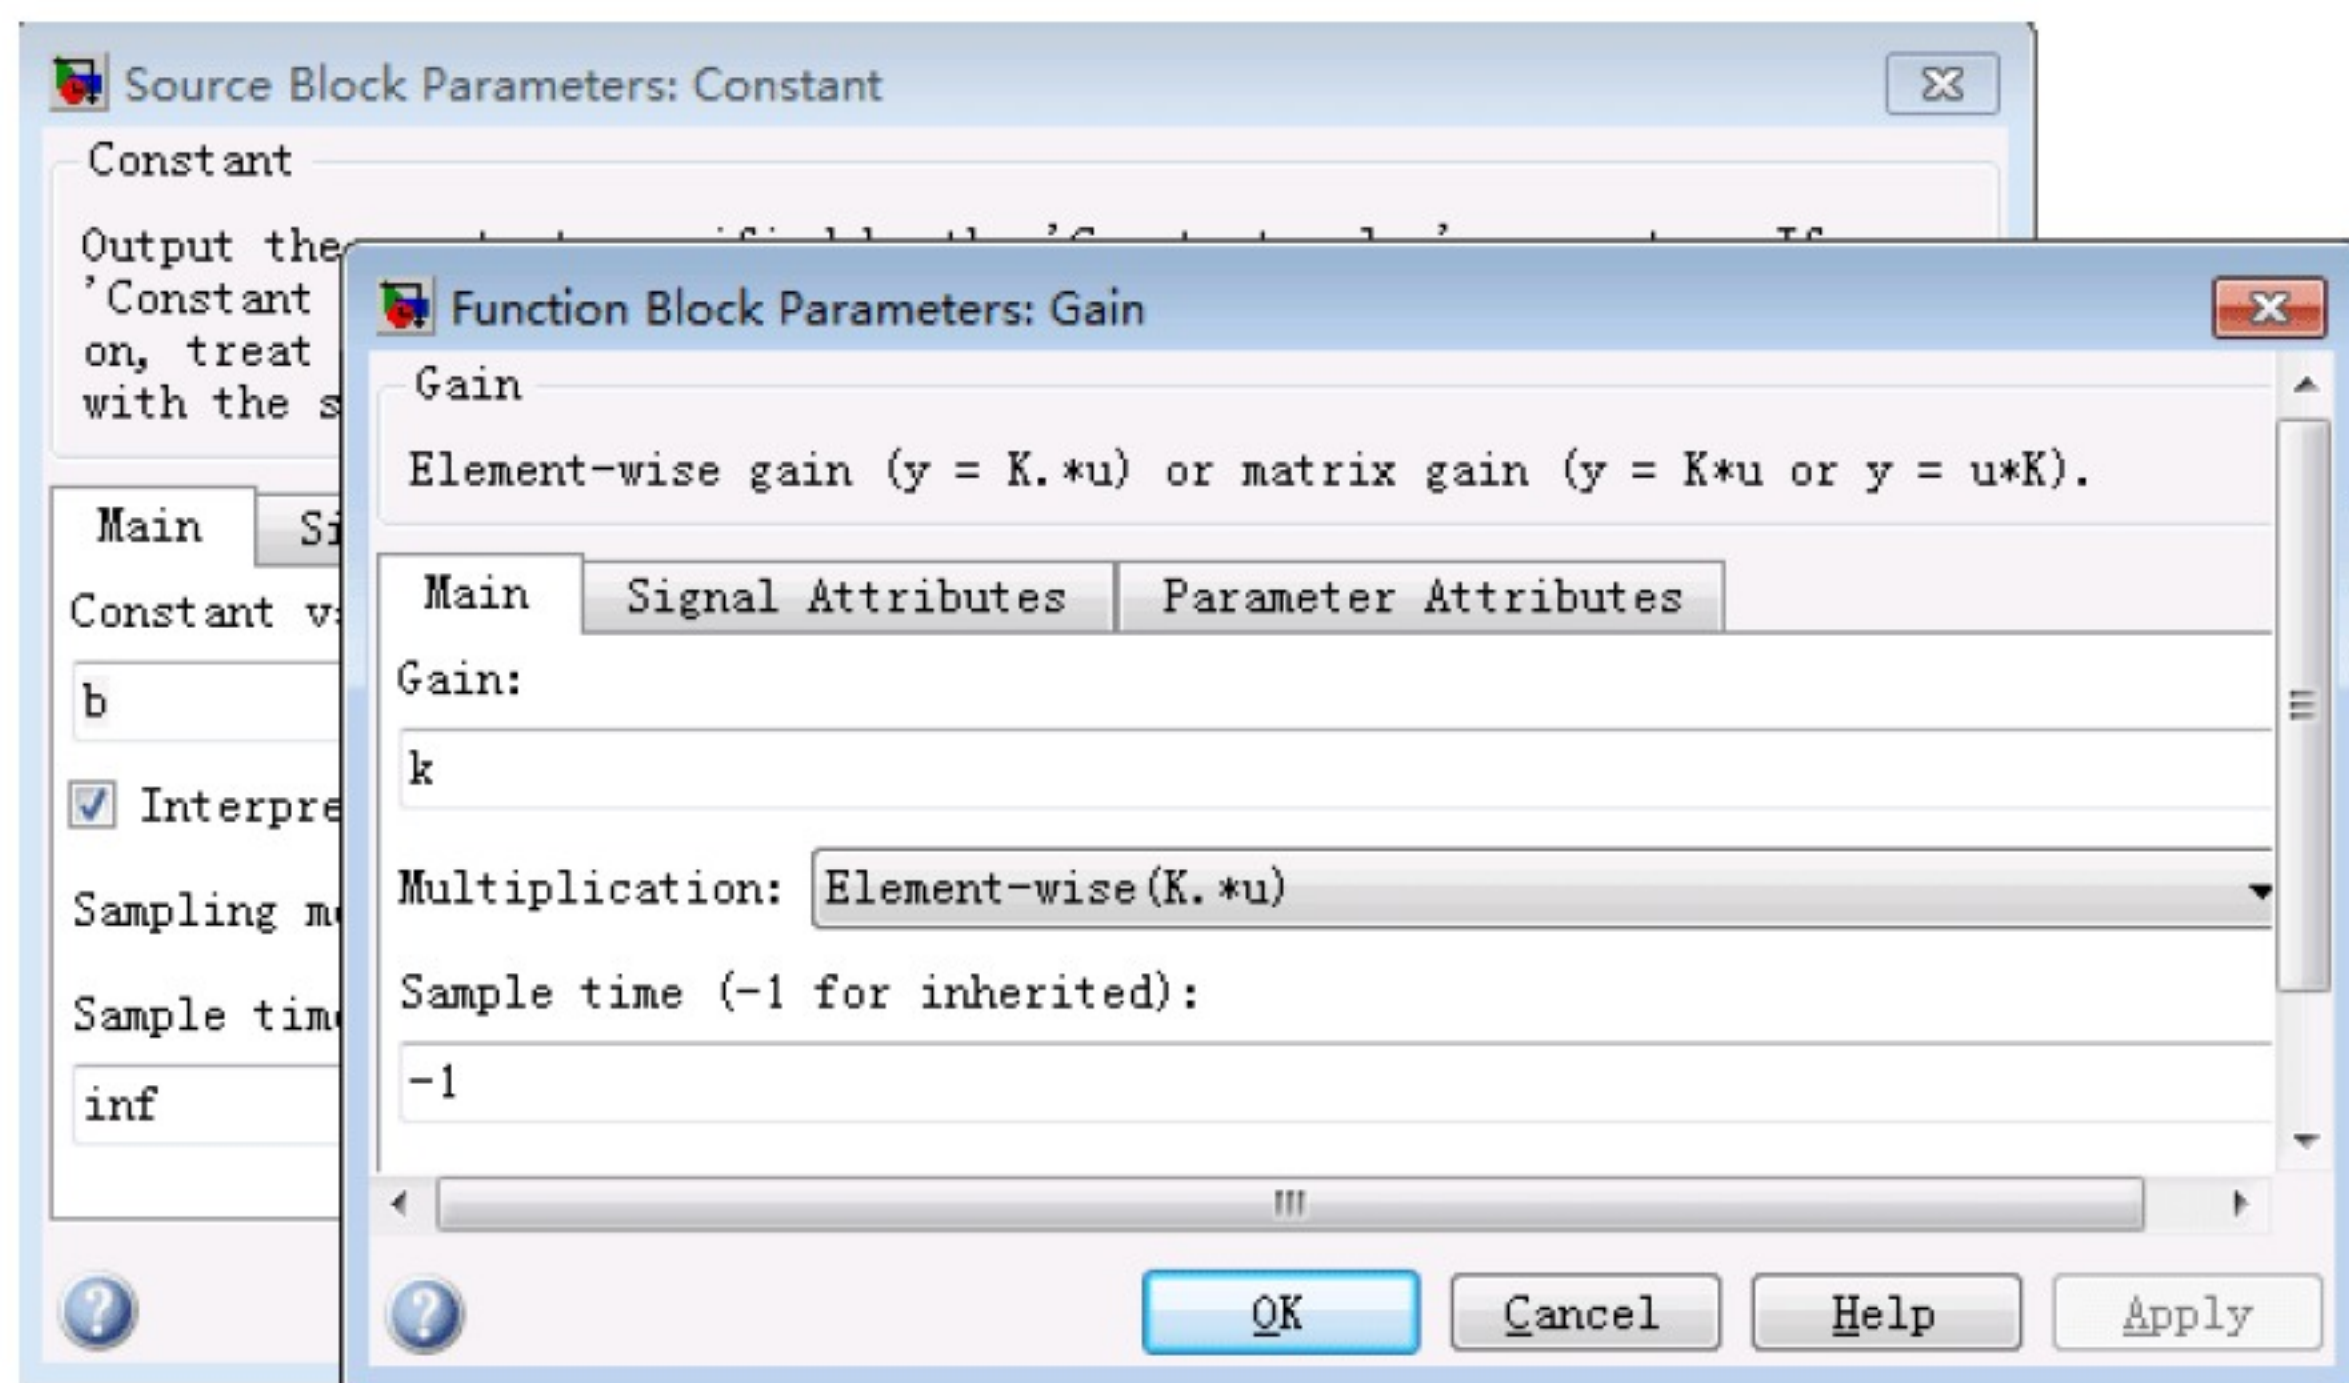 Source Block Parameters: Constant
Constant
Output the
'Constant
on, treat
with the s
Main
Si
Constant v
b
Interpre
Sampling m
Sample tim
inf
Function Block Parameters: Gain
Gain
Element-wise gain (y = K.*u) or matrix gain (y = K*u or y = u*K).
Main Signal Attributes Parameter Attributes
Gain:
k
Multiplication: Element-wise(K.*u)
Sample time (-1 for inherited):
-1
OK Cancel Help Apply